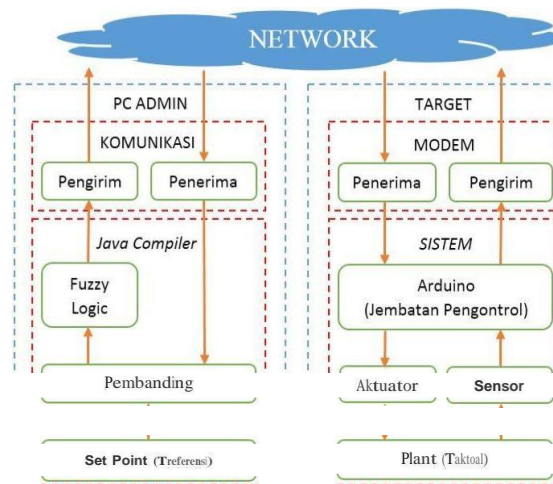 NETWORK
PC ADMIN
KOMUNIKASI
Pengirim
Penerima
Java Compiler
Fuzzy
Logic
Pembanding
Set Point (Treferensi)
TARGET
MODEM
Penerima
Pengirim
SISTEM
Arduino
(Jembatan Pengontrol)
Aktuator
Sensor
Plant (Taktoal)